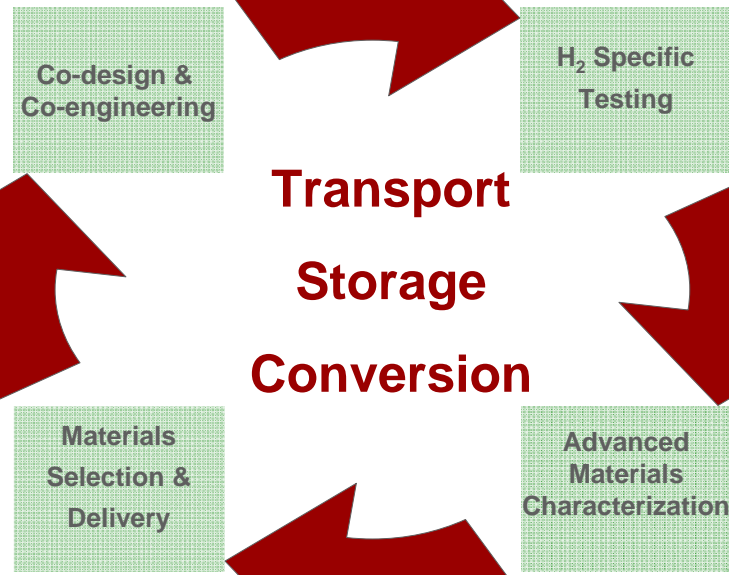 Co-design &
Co-engineering
H₂ Specific
Testing
Transport
Storage
Conversion
Materials
Selection &
Delivery
Advanced
Materials
Characterization